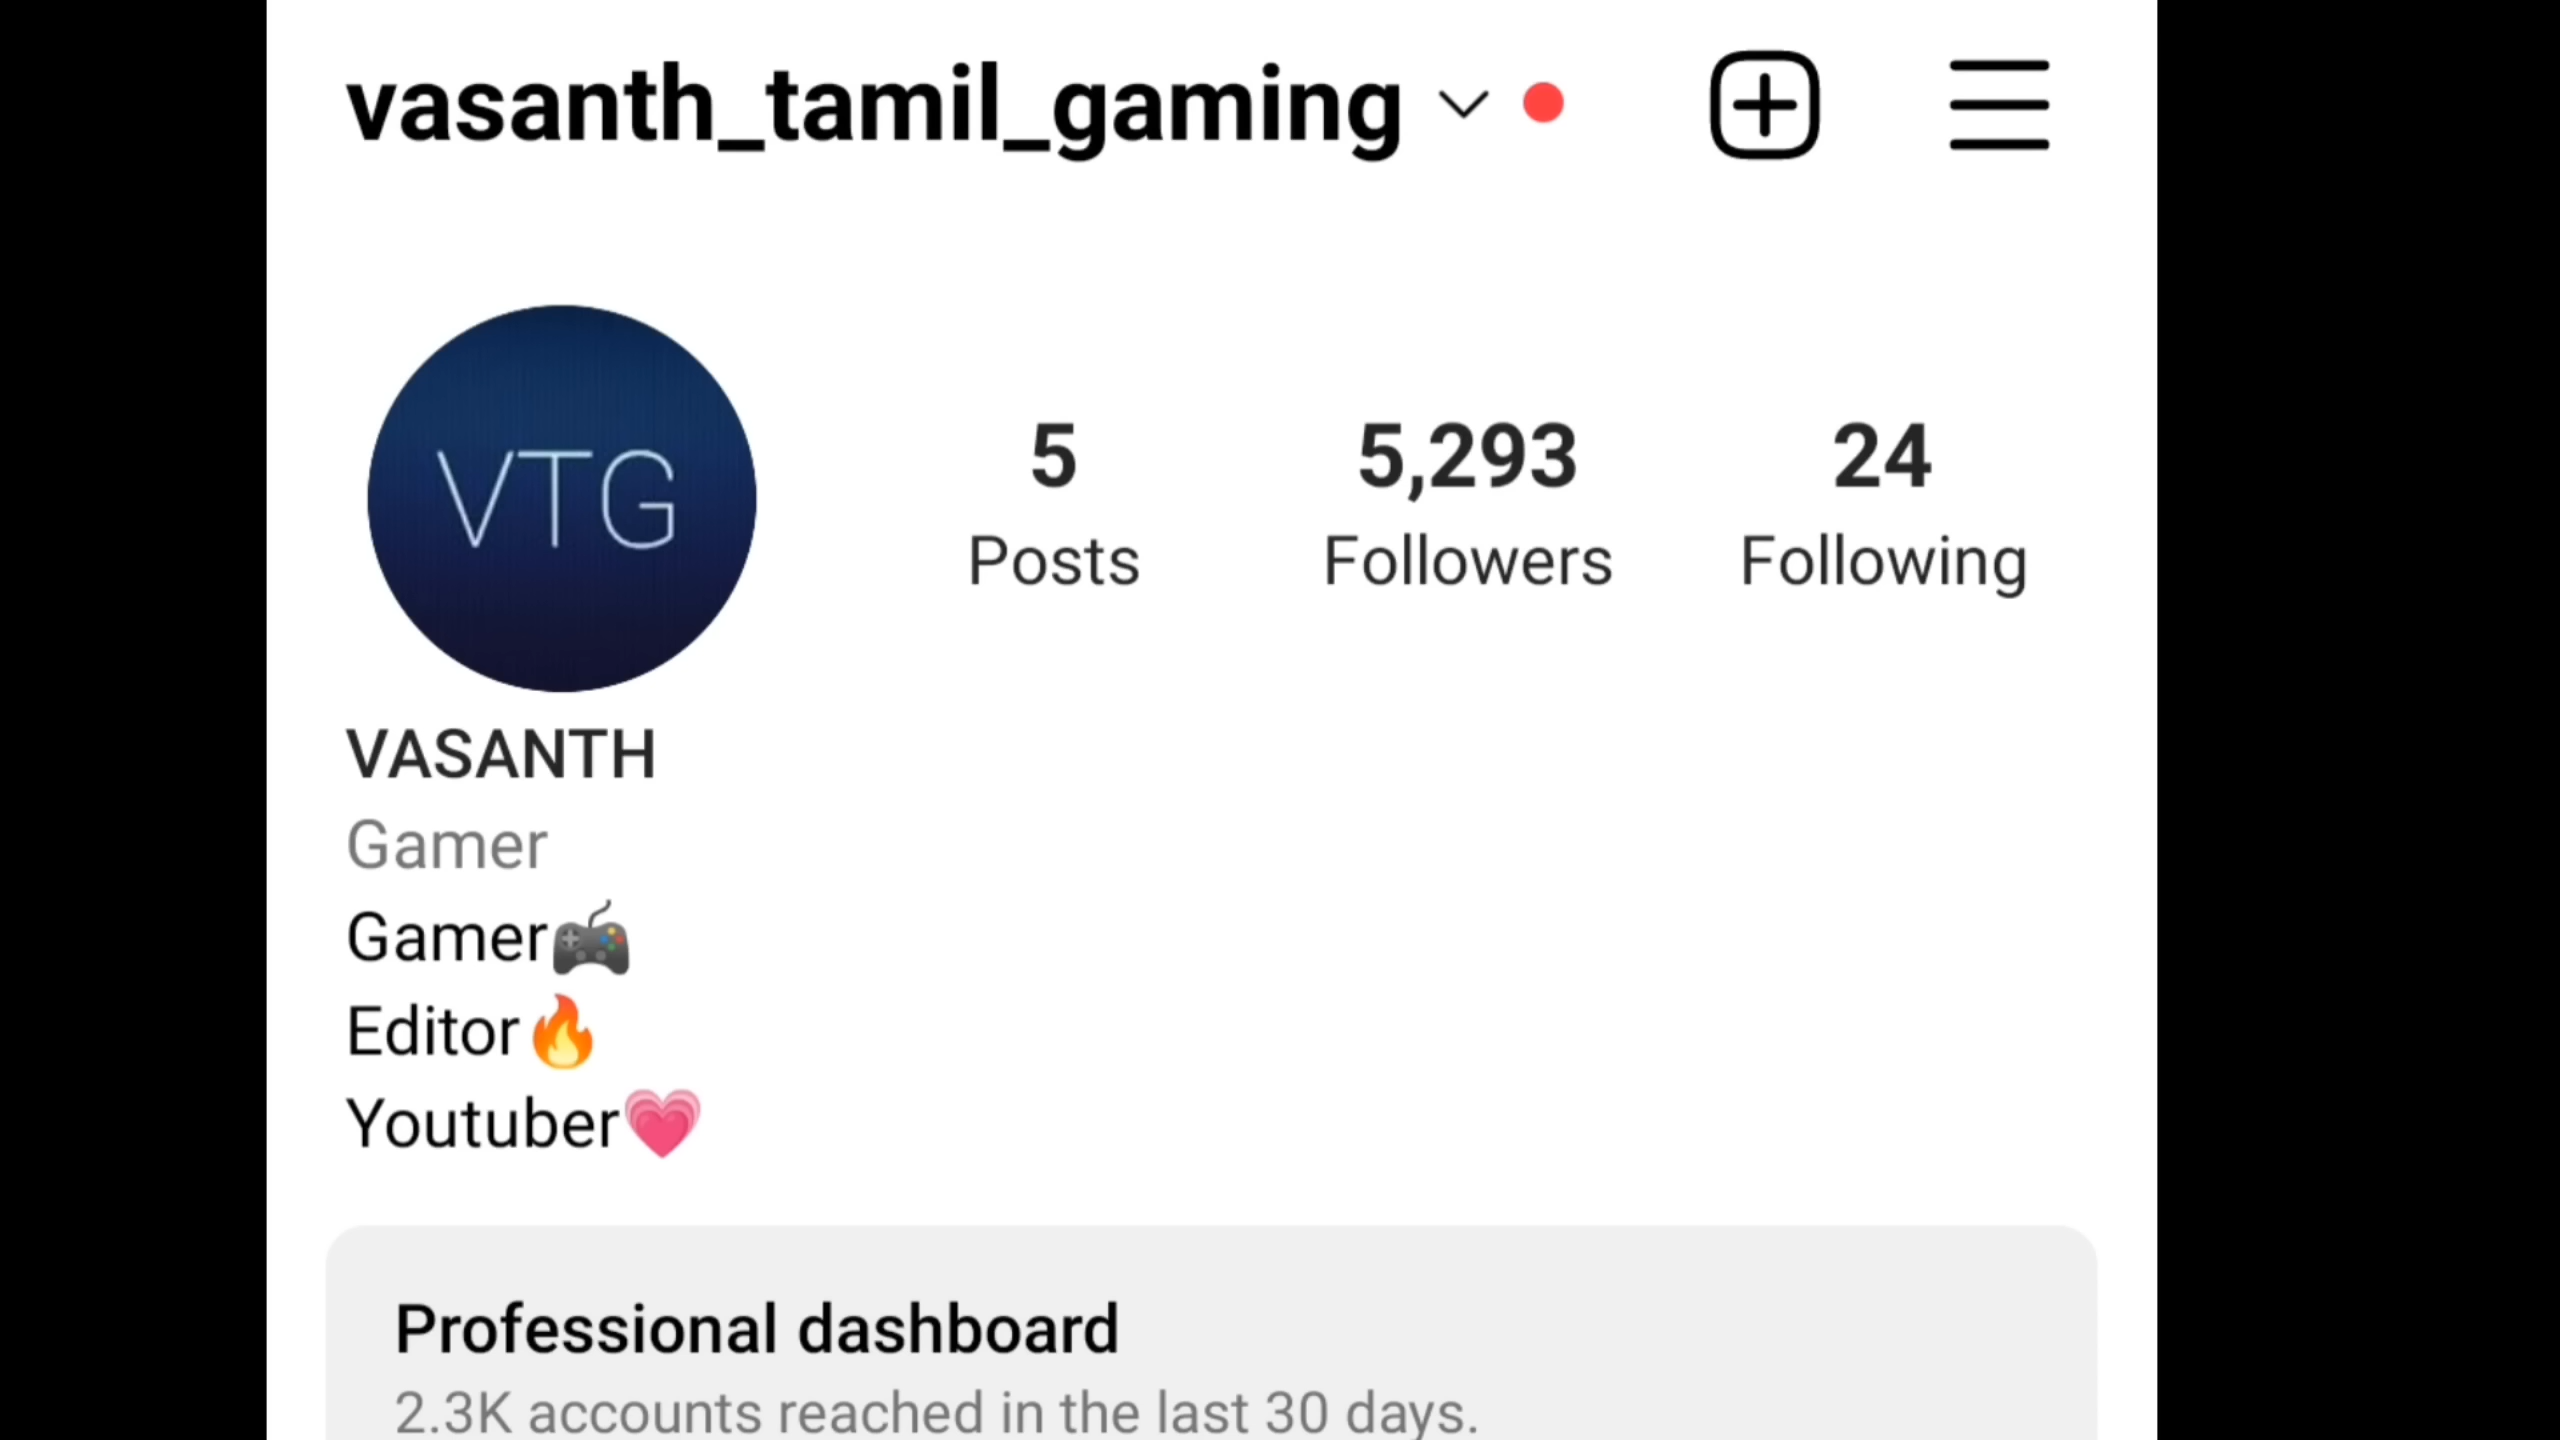 vasanth_tamil_gaming
VTG
5 5,293 24
Posts Followers Following
VASANTH
Gamer
Gamer🎮
Editor🔥
Youtuber💗
Professional dashboard
2.3K accounts reached in the last 30 days.